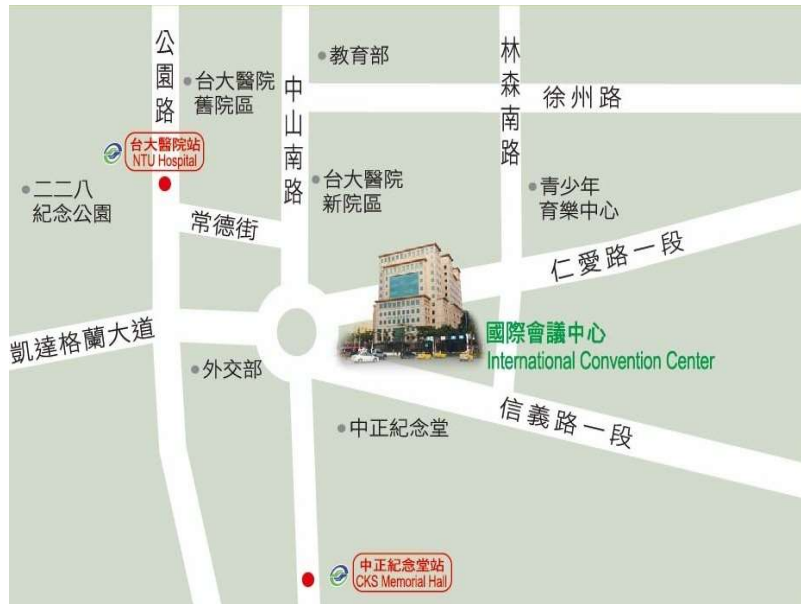 公園路
台大醫院
舊院區
中山南路
教育部
林森南路
徐州路
台大醫院站
NTU Hospital
二二八
紀念公園
常德街
台大醫院
新院區
青少年
育樂中心
仁愛路一段
凱達格蘭大道
外交部
國際會議中心
International Convention Center
中正紀念堂
信義路一段
中正紀念堂站
CKS Memorial Hall